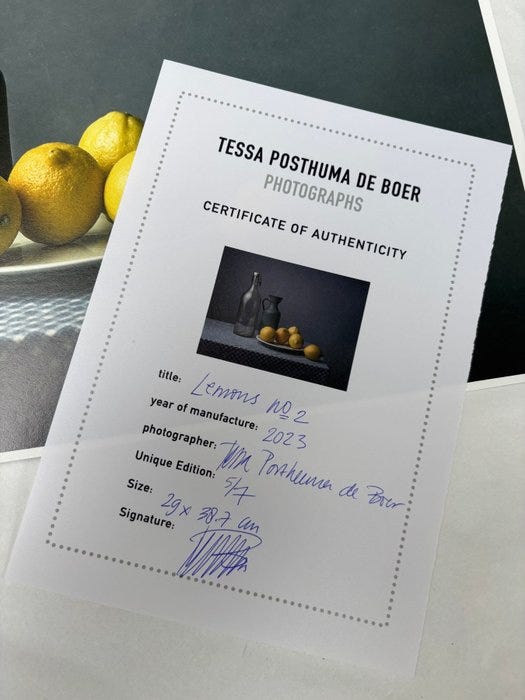 TESSA POSTHUMA DE BOER
PHOTOGRAPHS
CERTIFICATE OF AUTHENTICITY
title: Lemons no 2
year of manufacture: 2023
photographer: Tessa Posthuma de Boer
Unique Edition: 5/7
Size: 29 x 38.7 cm
Signature: